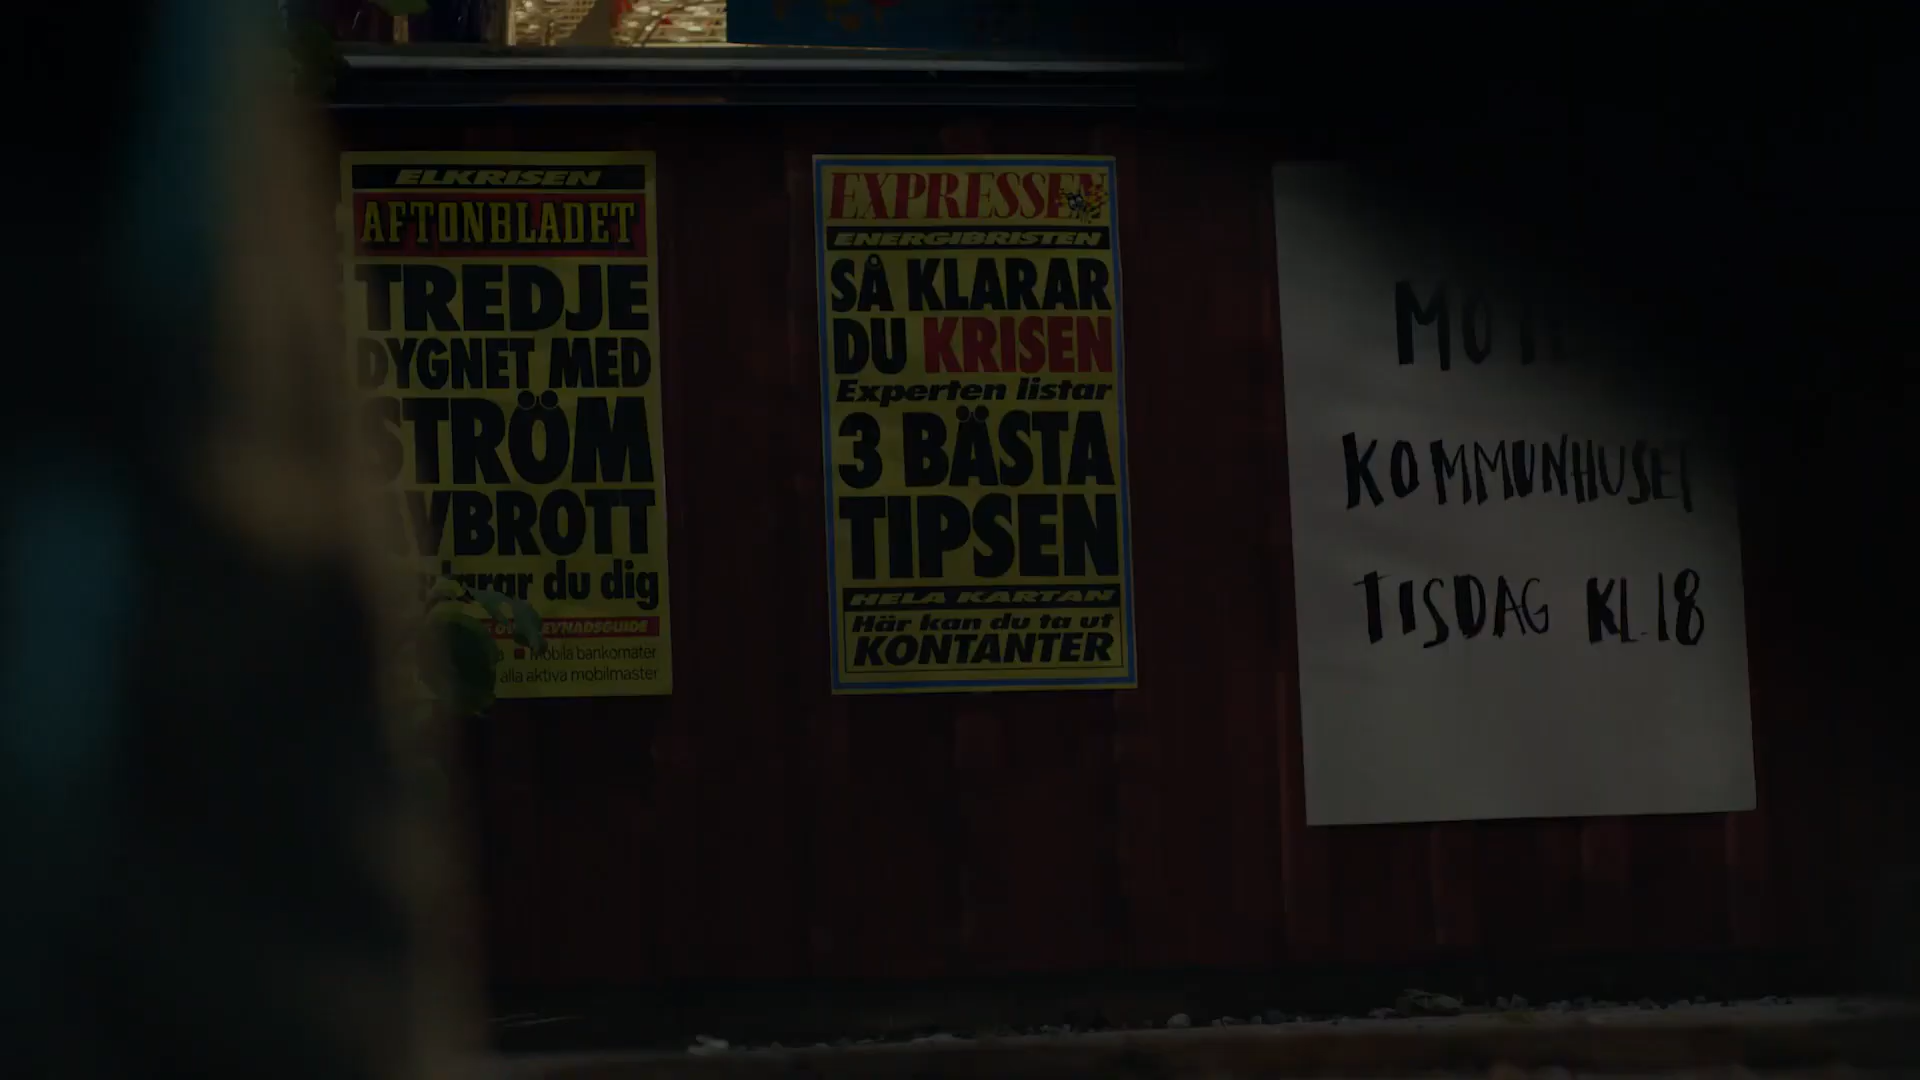 ELKRISEN
AFTONBLADET
TREDJE
DYGNET MED
STRÖM
AVBROTT
klarar du dig
Mobila bankomater
alla aktiva mobilmaster
EXPRESSEN
ENERGIBRISTEN
SÅ KLARAR
DU KRISEN
Experten listar
3 BÄSTA
TIPSEN
HELA KARTAN
Här kan du ta ut
KONTANTER
KOMMUNHUSET
TISDAG KL.18